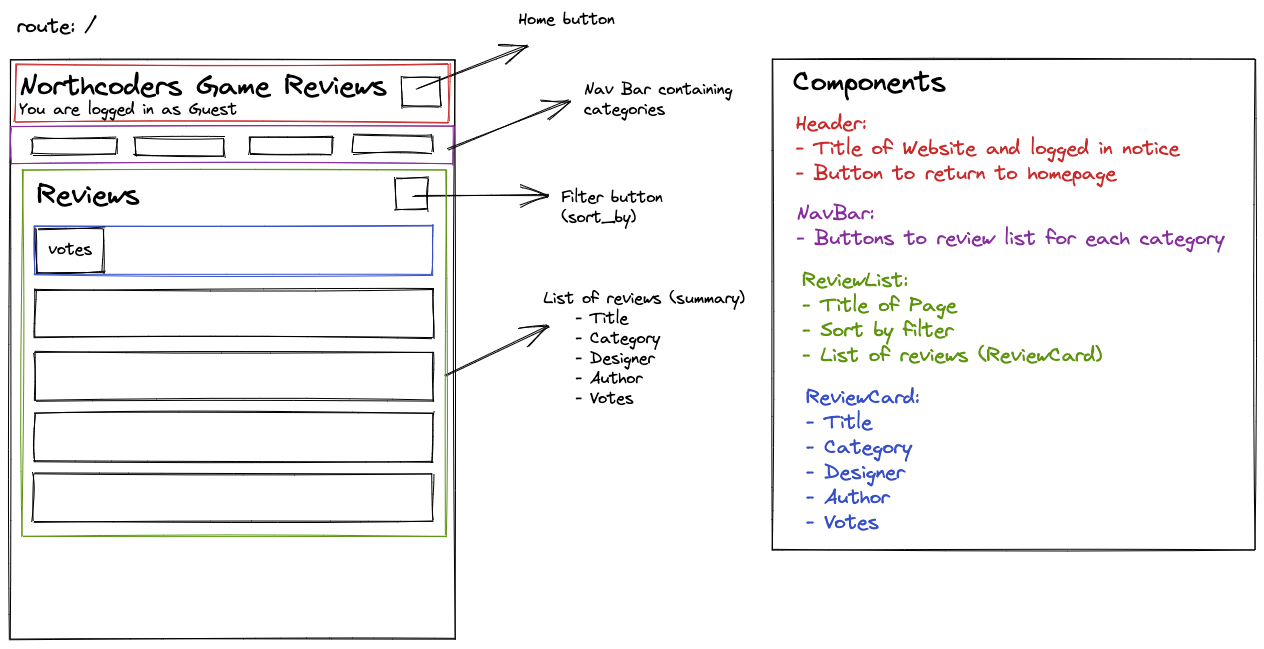 route: /
Home button
Northcoders Game Reviews
You are logged in as Guest
Nav Bar containing
categories
Reviews
Filter button
(sort_by)
votes
List of reviews (summary)
- Title
- Category
- Designer
- Author
- Votes
Components
Header:
- Title of Website and logged in notice
- Button to return to homepage
NavBar:
- Buttons to review list for each category
ReviewList:
- Title of Page
- Sort by filter
- List of reviews (ReviewCard)
ReviewCard:
- Title
- Category
- Designer
- Author
- Votes